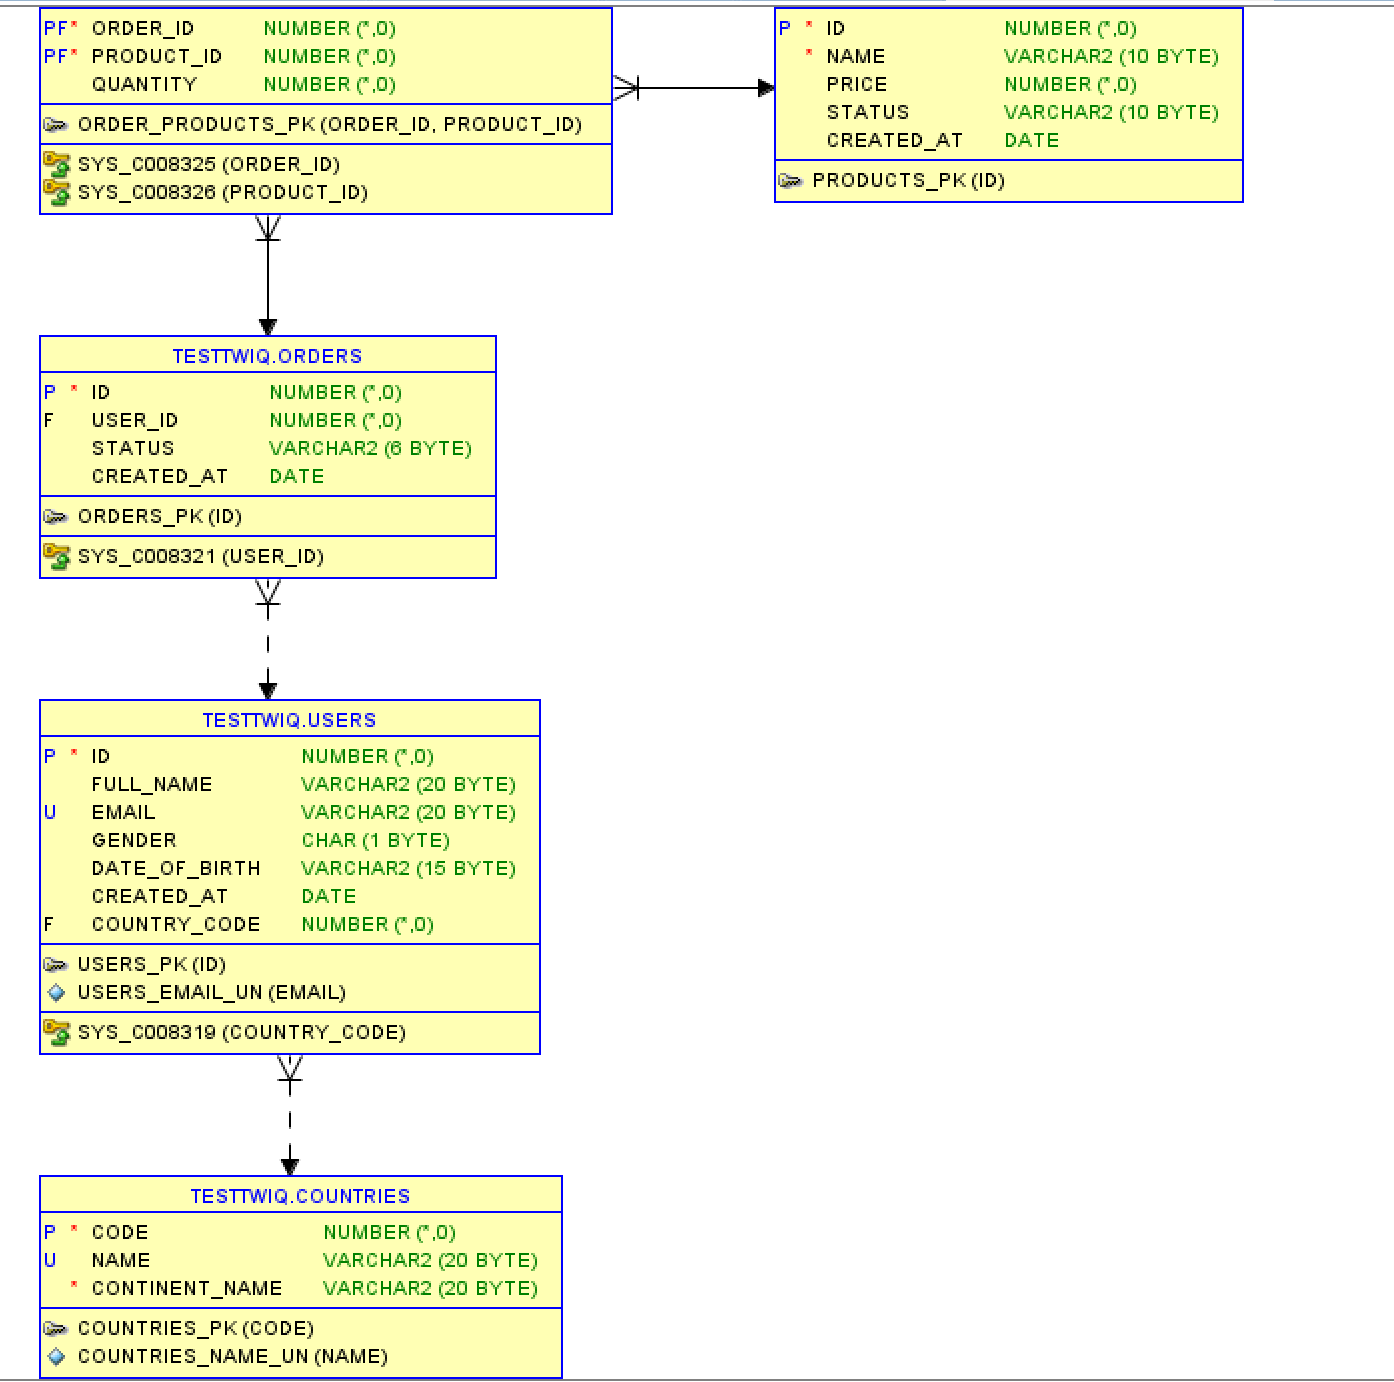 PF* ORDER_ID NUMBER (*,0)
PF* PRODUCT_ID NUMBER (*,0)
QUANTITY NUMBER (*,0)
ORDER_PRODUCTS_PK (ORDER_ID, PRODUCT_ID)
SYS_C008325 (ORDER_ID)
SYS_C008326 (PRODUCT_ID)
P * ID NUMBER (*,0)
* NAME VARCHAR2 (10 BYTE)
PRICE NUMBER (*,0)
STATUS VARCHAR2 (10 BYTE)
CREATED_AT DATE
PRODUCTS_PK (ID)
TESTTWIQ.ORDERS
P * ID NUMBER (*,0)
F USER_ID NUMBER (*,0)
STATUS VARCHAR2 (6 BYTE)
CREATED_AT DATE
ORDERS_PK (ID)
SYS_C008321 (USER_ID)
TESTTWIQ.USERS
P * ID NUMBER (*,0)
FULL_NAME VARCHAR2 (20 BYTE)
U EMAIL VARCHAR2 (20 BYTE)
GENDER CHAR (1 BYTE)
DATE_OF_BIRTH VARCHAR2 (15 BYTE)
CREATED_AT DATE
F COUNTRY_CODE NUMBER (*,0)
USERS_PK (ID)
USERS_EMAIL_UN (EMAIL)
SYS_C008319 (COUNTRY_CODE)
TESTTWIQ.COUNTRIES
P * CODE NUMBER (*,0)
U NAME VARCHAR2 (20 BYTE)
* CONTINENT_NAME VARCHAR2 (20 BYTE)
COUNTRIES_PK (CODE)
COUNTRIES_NAME_UN (NAME)